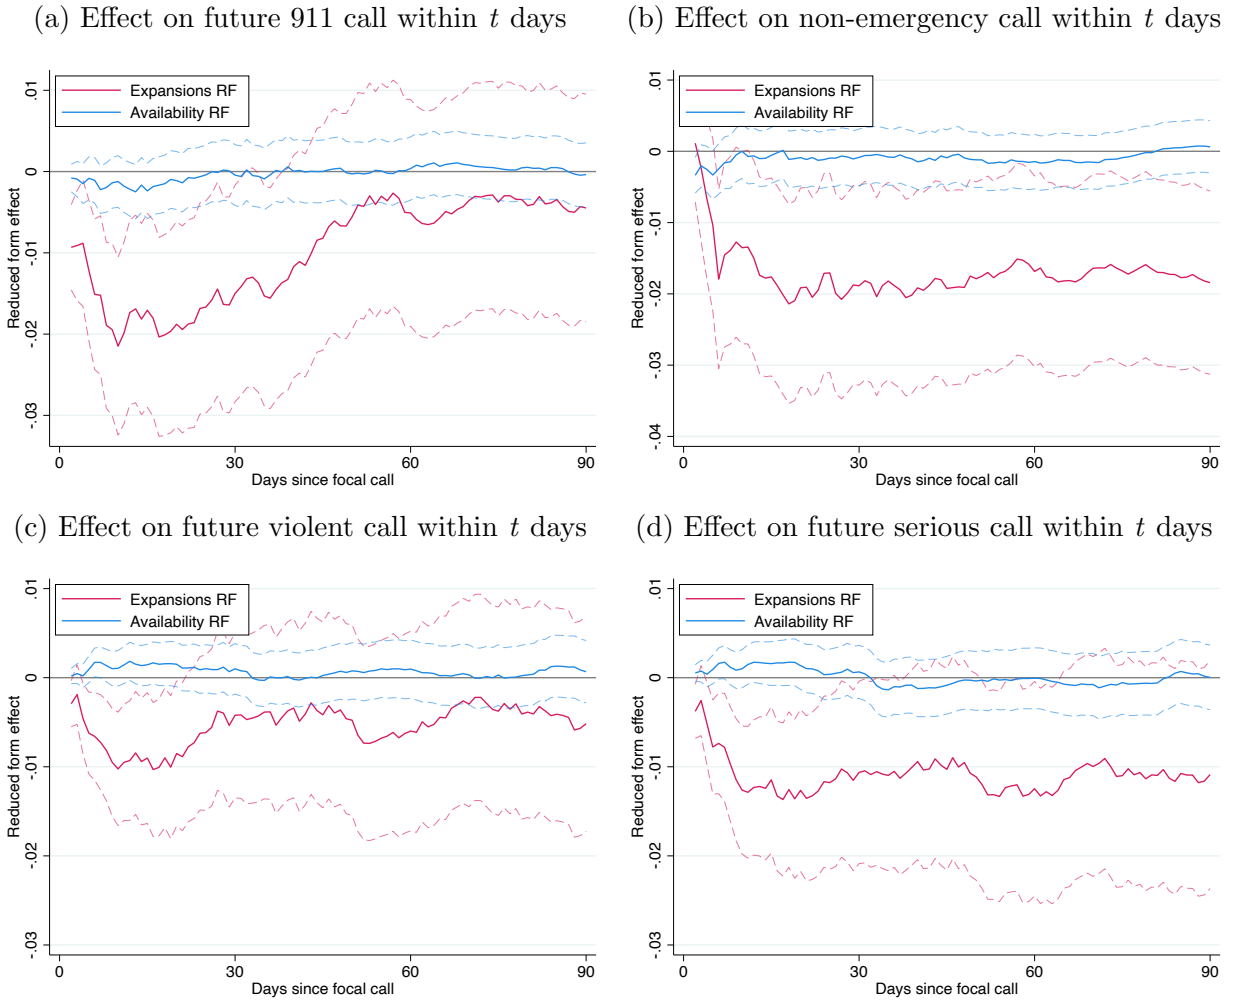 (a) Effect on future 911 call within t days
Expansions RF
Availability RF
Reduced form effect
.01
0
-.01
-.02
-.03
0
30
60
90
Days since focal call
(b) Effect on non-emergency call within t days
Expansions RF
Availability RF
Reduced form effect
.01
0
-.01
-.02
-.03
-.04
0
30
60
90
Days since focal call
(c) Effect on future violent call within t days
Expansions RF
Availability RF
Reduced form effect
.01
0
-.01
-.02
-.03
0
30
60
90
Days since focal call
(d) Effect on future serious call within t days
Expansions RF
Availability RF
Reduced form effect
.01
0
-.01
-.02
-.03
0
30
60
90
Days since focal call